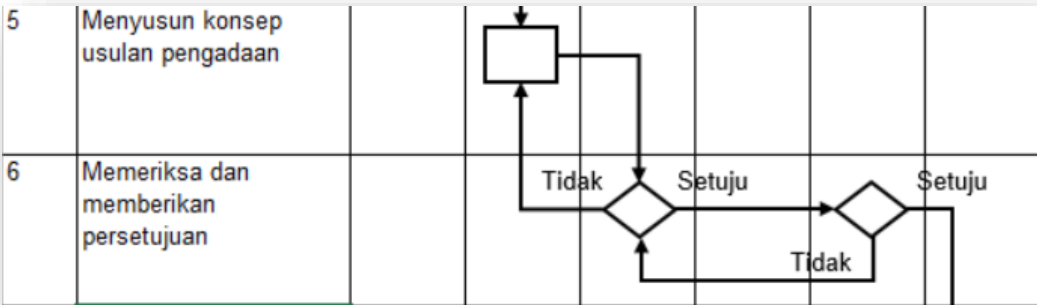 5
Menyusun konsep
usulan pengadaan
6
Memeriksa dan
memberikan
persetujuan
Tidak
Setuju
Setuju
Tidak